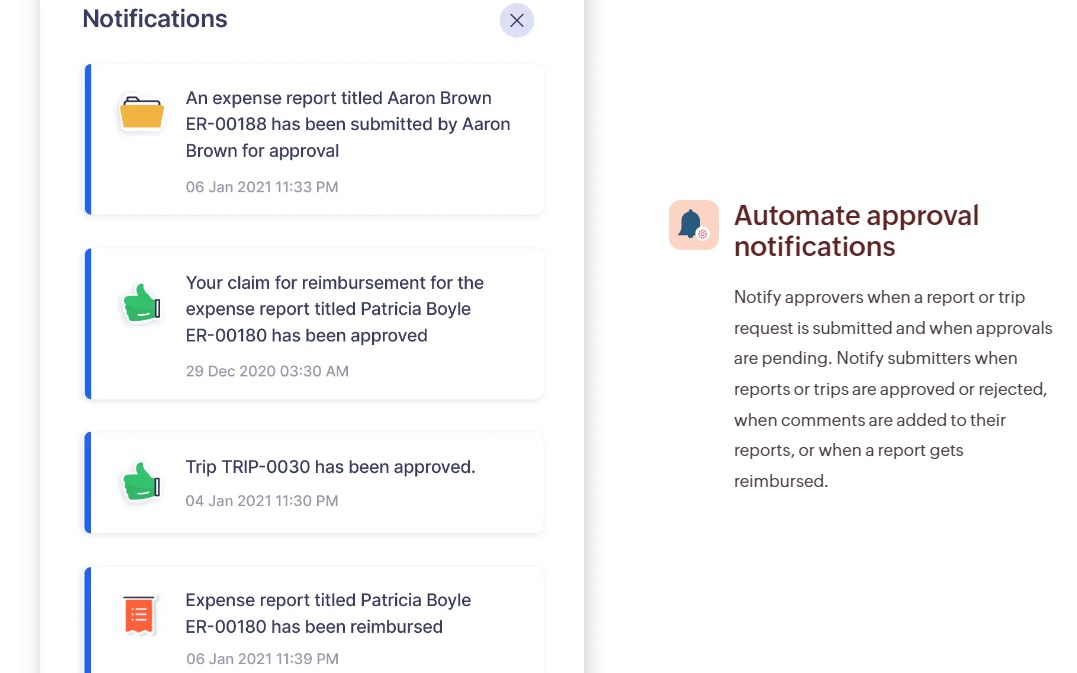 Notifications
An expense report titled Aaron Brown
ER-00188 has been submitted by Aaron
Brown for approval
06 Jan 2021 11:33 PM
Your claim for reimbursement for the
expense report titled Patricia Boyle
ER-00180 has been approved
29 Dec 2020 03:30 AM
Trip TRIP-0030 has been approved.
04 Jan 2021 11:30 PM
Expense report titled Patricia Boyle
ER-00180 has been reimbursed
06 Jan 2021 11:39 PM
Automate approval
notifications
Notify approvers when a report or trip
request is submitted and when approvals
are pending. Notify submitters when
reports or trips are approved or rejected,
when comments are added to their
reports, or when a report gets
reimbursed.